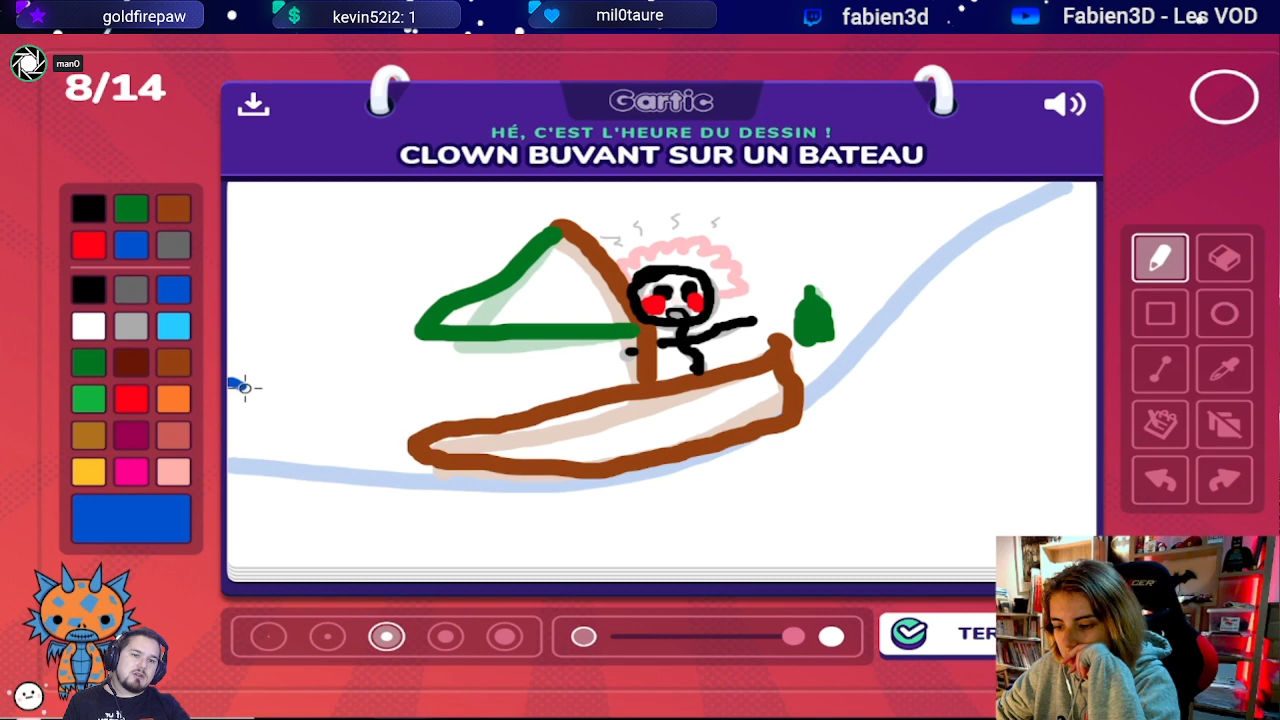 goldfirepaw
kevin52i2: 1
mil0taure
fabien3d
Fabien3D - Les VOD
man0
8/14
Gartic
HÉ, C'EST L'HEURE DU DESSIN !
CLOWN BUVANT SUR UN BATEAU
TER